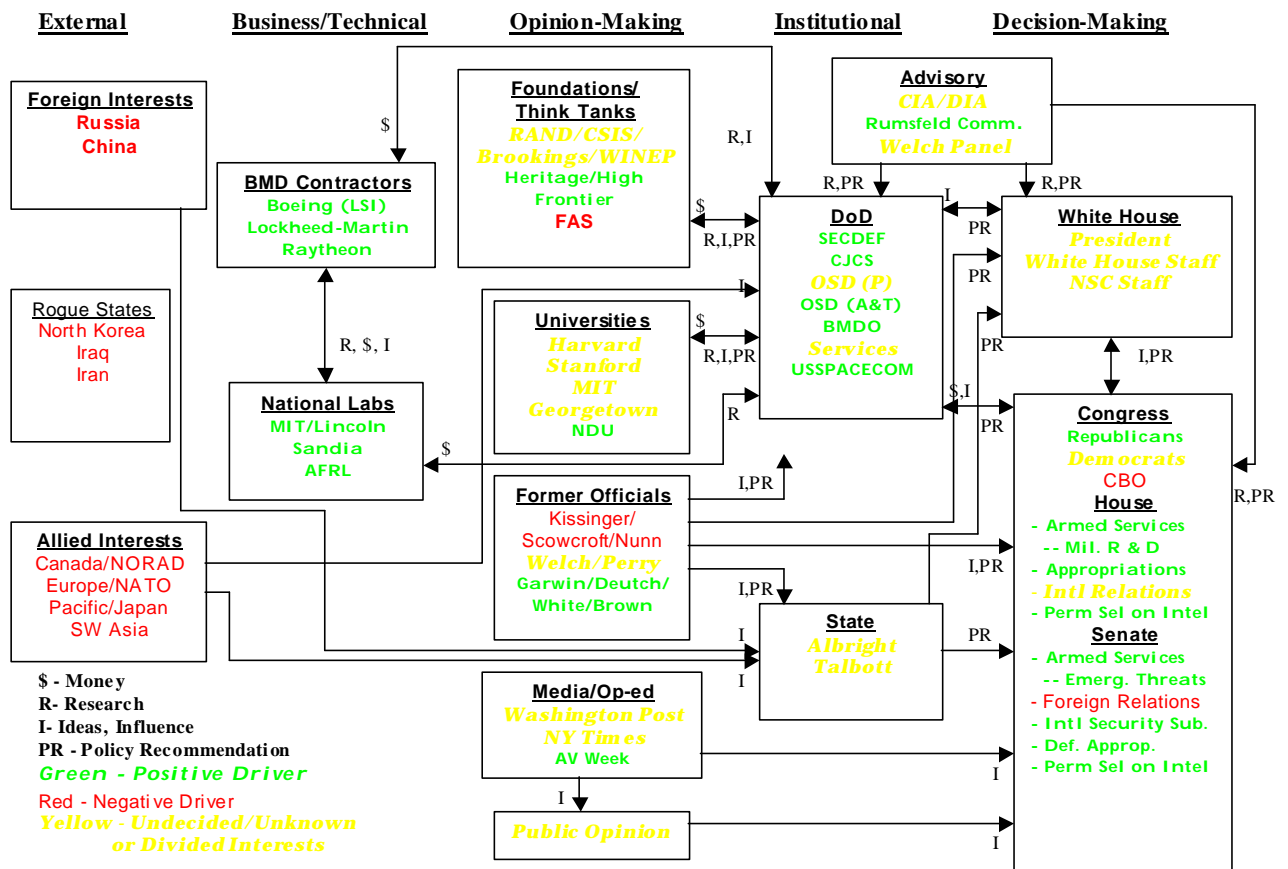 External
Business/Technical
Opinion-Making
Institutional
Decision-Making
Foreign Interests
Russia
China
Rogue States
North Korea
Iraq
Iran
Allied Interests
Canada/NORAD
Europe/NATO
Pacific/Japan
SW Asia
$ - Money
R- Research
I- Ideas, Influence
PR - Policy Recommendation
Green - Positive Driver
Red - Negative Driver
Yellow - Undecided/Unknown
or Divided Interests
$
BMD Contractors
Boeing (LSI)
Lockheed-Martin
Raytheon
R, $, I
National Labs
MIT/Lincoln
Sandia
AFRL
$
Foundations/
Think Tanks
RAND/CSIS/
Brookings/WINEP
Heritage/High
Frontier
FAS
$
R,I,PR
I
Universities
Harvard
Stanford
MIT
Georgetown
NDU
$
R,I,PR
R
Former Officials
Kissinger/
Scowcroft/Nunn
Welch/Perry
Garwin/Deutch/
White/Brown
I,PR
I,PR
I
I
Media/Op-ed
Washington Post
NY Times
AV Week
I
Public Opinion
R,I
Advisory
CIA/DIA
Rumsfeld Comm.
Welch Panel
R,PR
R,PR
DoD
SECDEF
CJCS
OSD (P)
OSD (A&T)
BMDO
Services
USSPACECOM
I
PR
PR
PR
$,I
PR
State
Albright
Talbott
PR
I,PR
White House
President
White House Staff
NSC Staff
I,PR
Congress
Republicans
Democrats
CBO
House
- Armed Services
-- Mil. R & D
- Appropriations
- Intl Relations
- Perm Sel on Intel
Senate
- Armed Services
-- Emerg. Threats
- Foreign Relations
- Intl Security Sub.
- Def. Approp.
- Perm Sel on Intel
R,PR
I
I